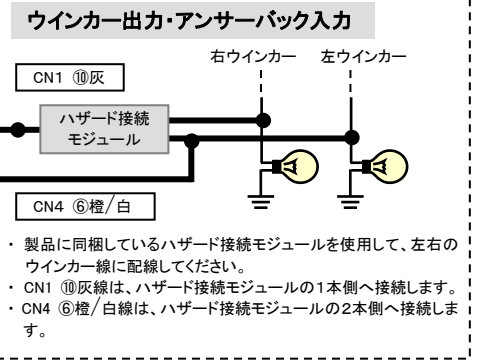 ウインカー出力・アンサーバック入力
右ウインカー　左ウインカー
CN1 ⑩灰
ハザード接続
モジュール
CN4 ⑥橙/白
・ 製品に同梱しているハザード接続モジュールを使用して、左右の
ウインカー線に配線してください。
・ CN1 ⑩灰線は、ハザード接続モジュールの1本側へ接続します。
・ CN4 ⑥橙/白線は、ハザード接続モジュールの2本側へ接続しま
す。